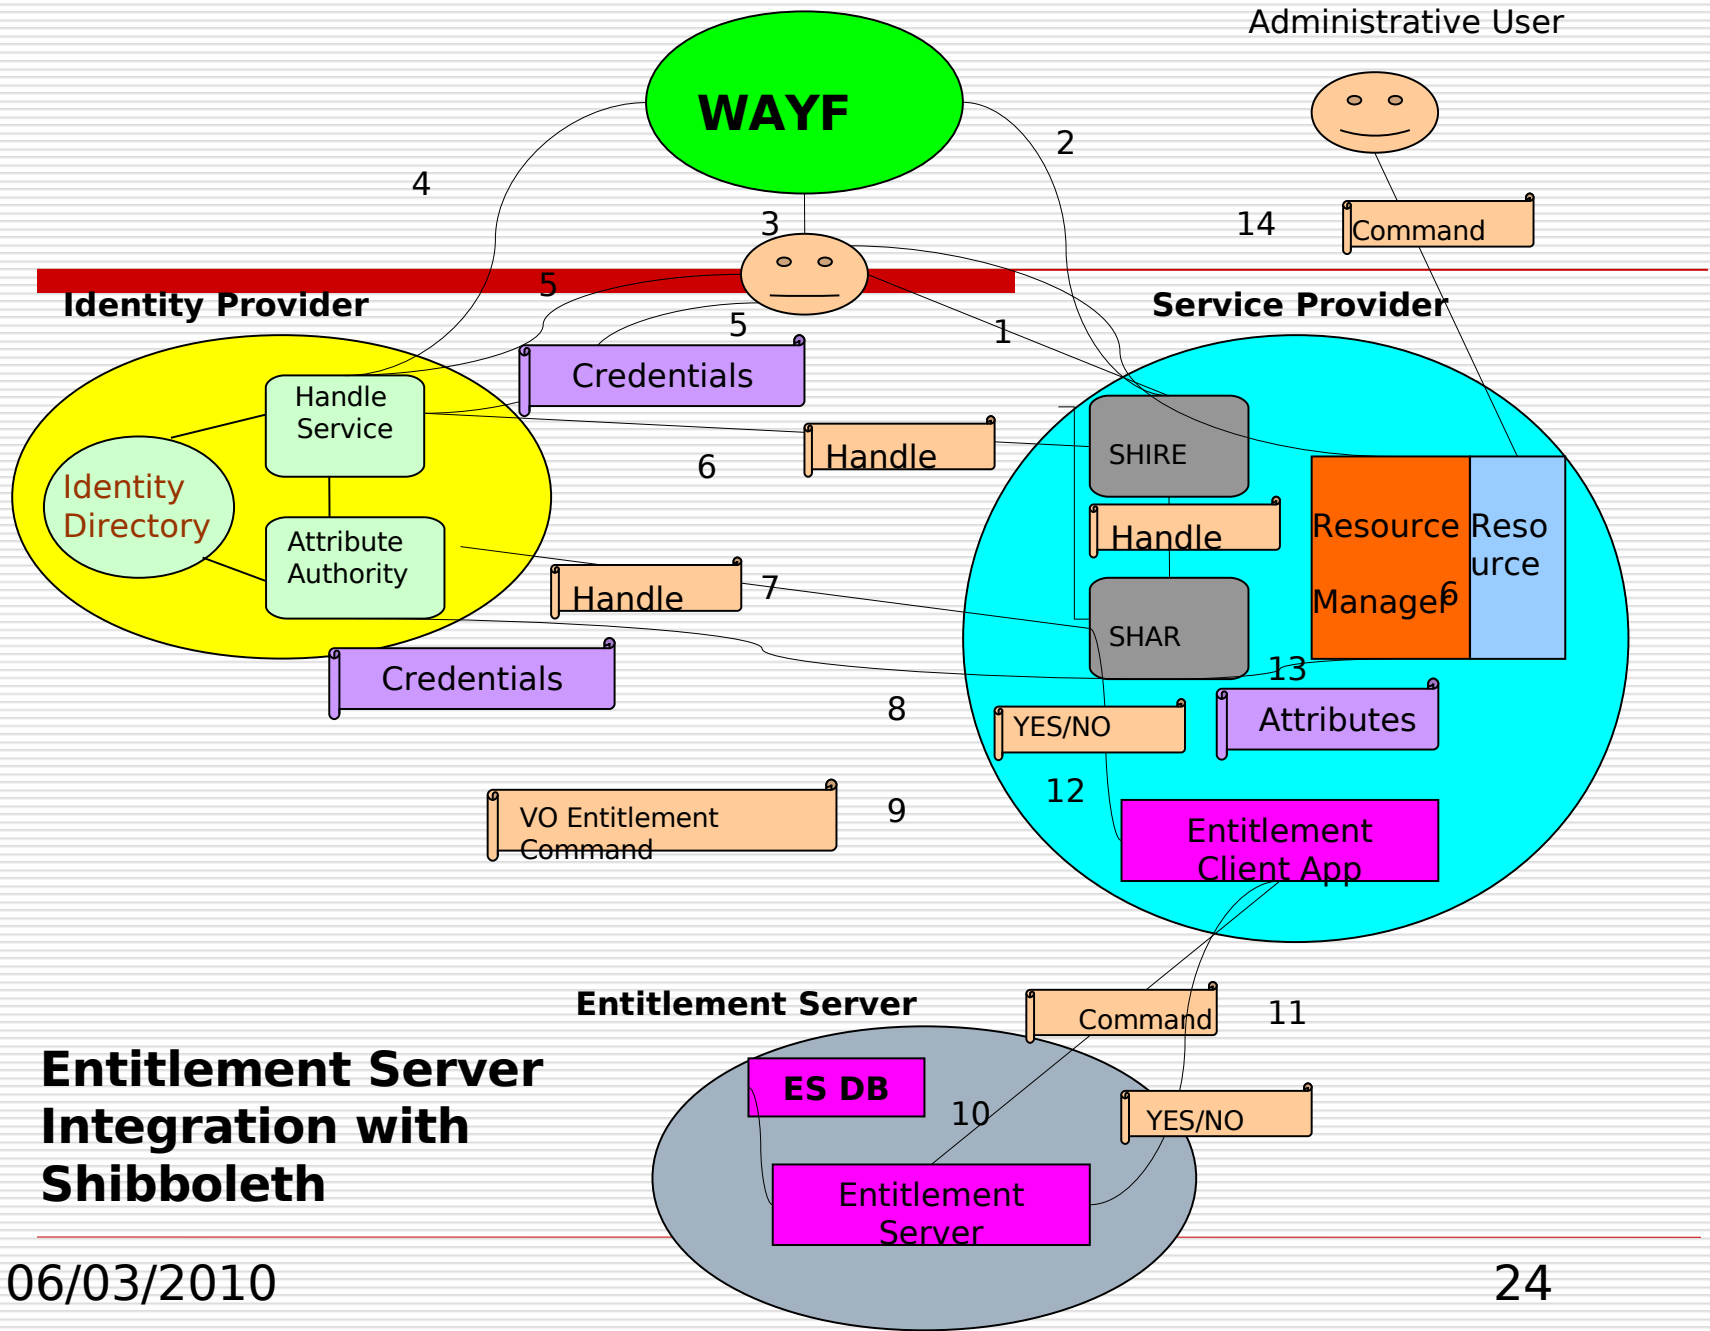 Administrative User
WAYF
2
4
3
14
Command
5
Identity Provider
Service Provider
5
1
Credentials
Handle
Service
Handle
SHIRE
6
Identity
Directory
Handle
Resource
Manager
Reso
urce
6
Attribute
Authority
Handle
7
SHAR
13
Credentials
8
YES/NO
Attributes
12
VO Entitlement
Command
9
Entitlement
Client App
Entitlement Server
Command
11
Entitlement Server
Integration with
Shibboleth
ES DB
10
YES/NO
Entitlement
Server
06/03/2010
24